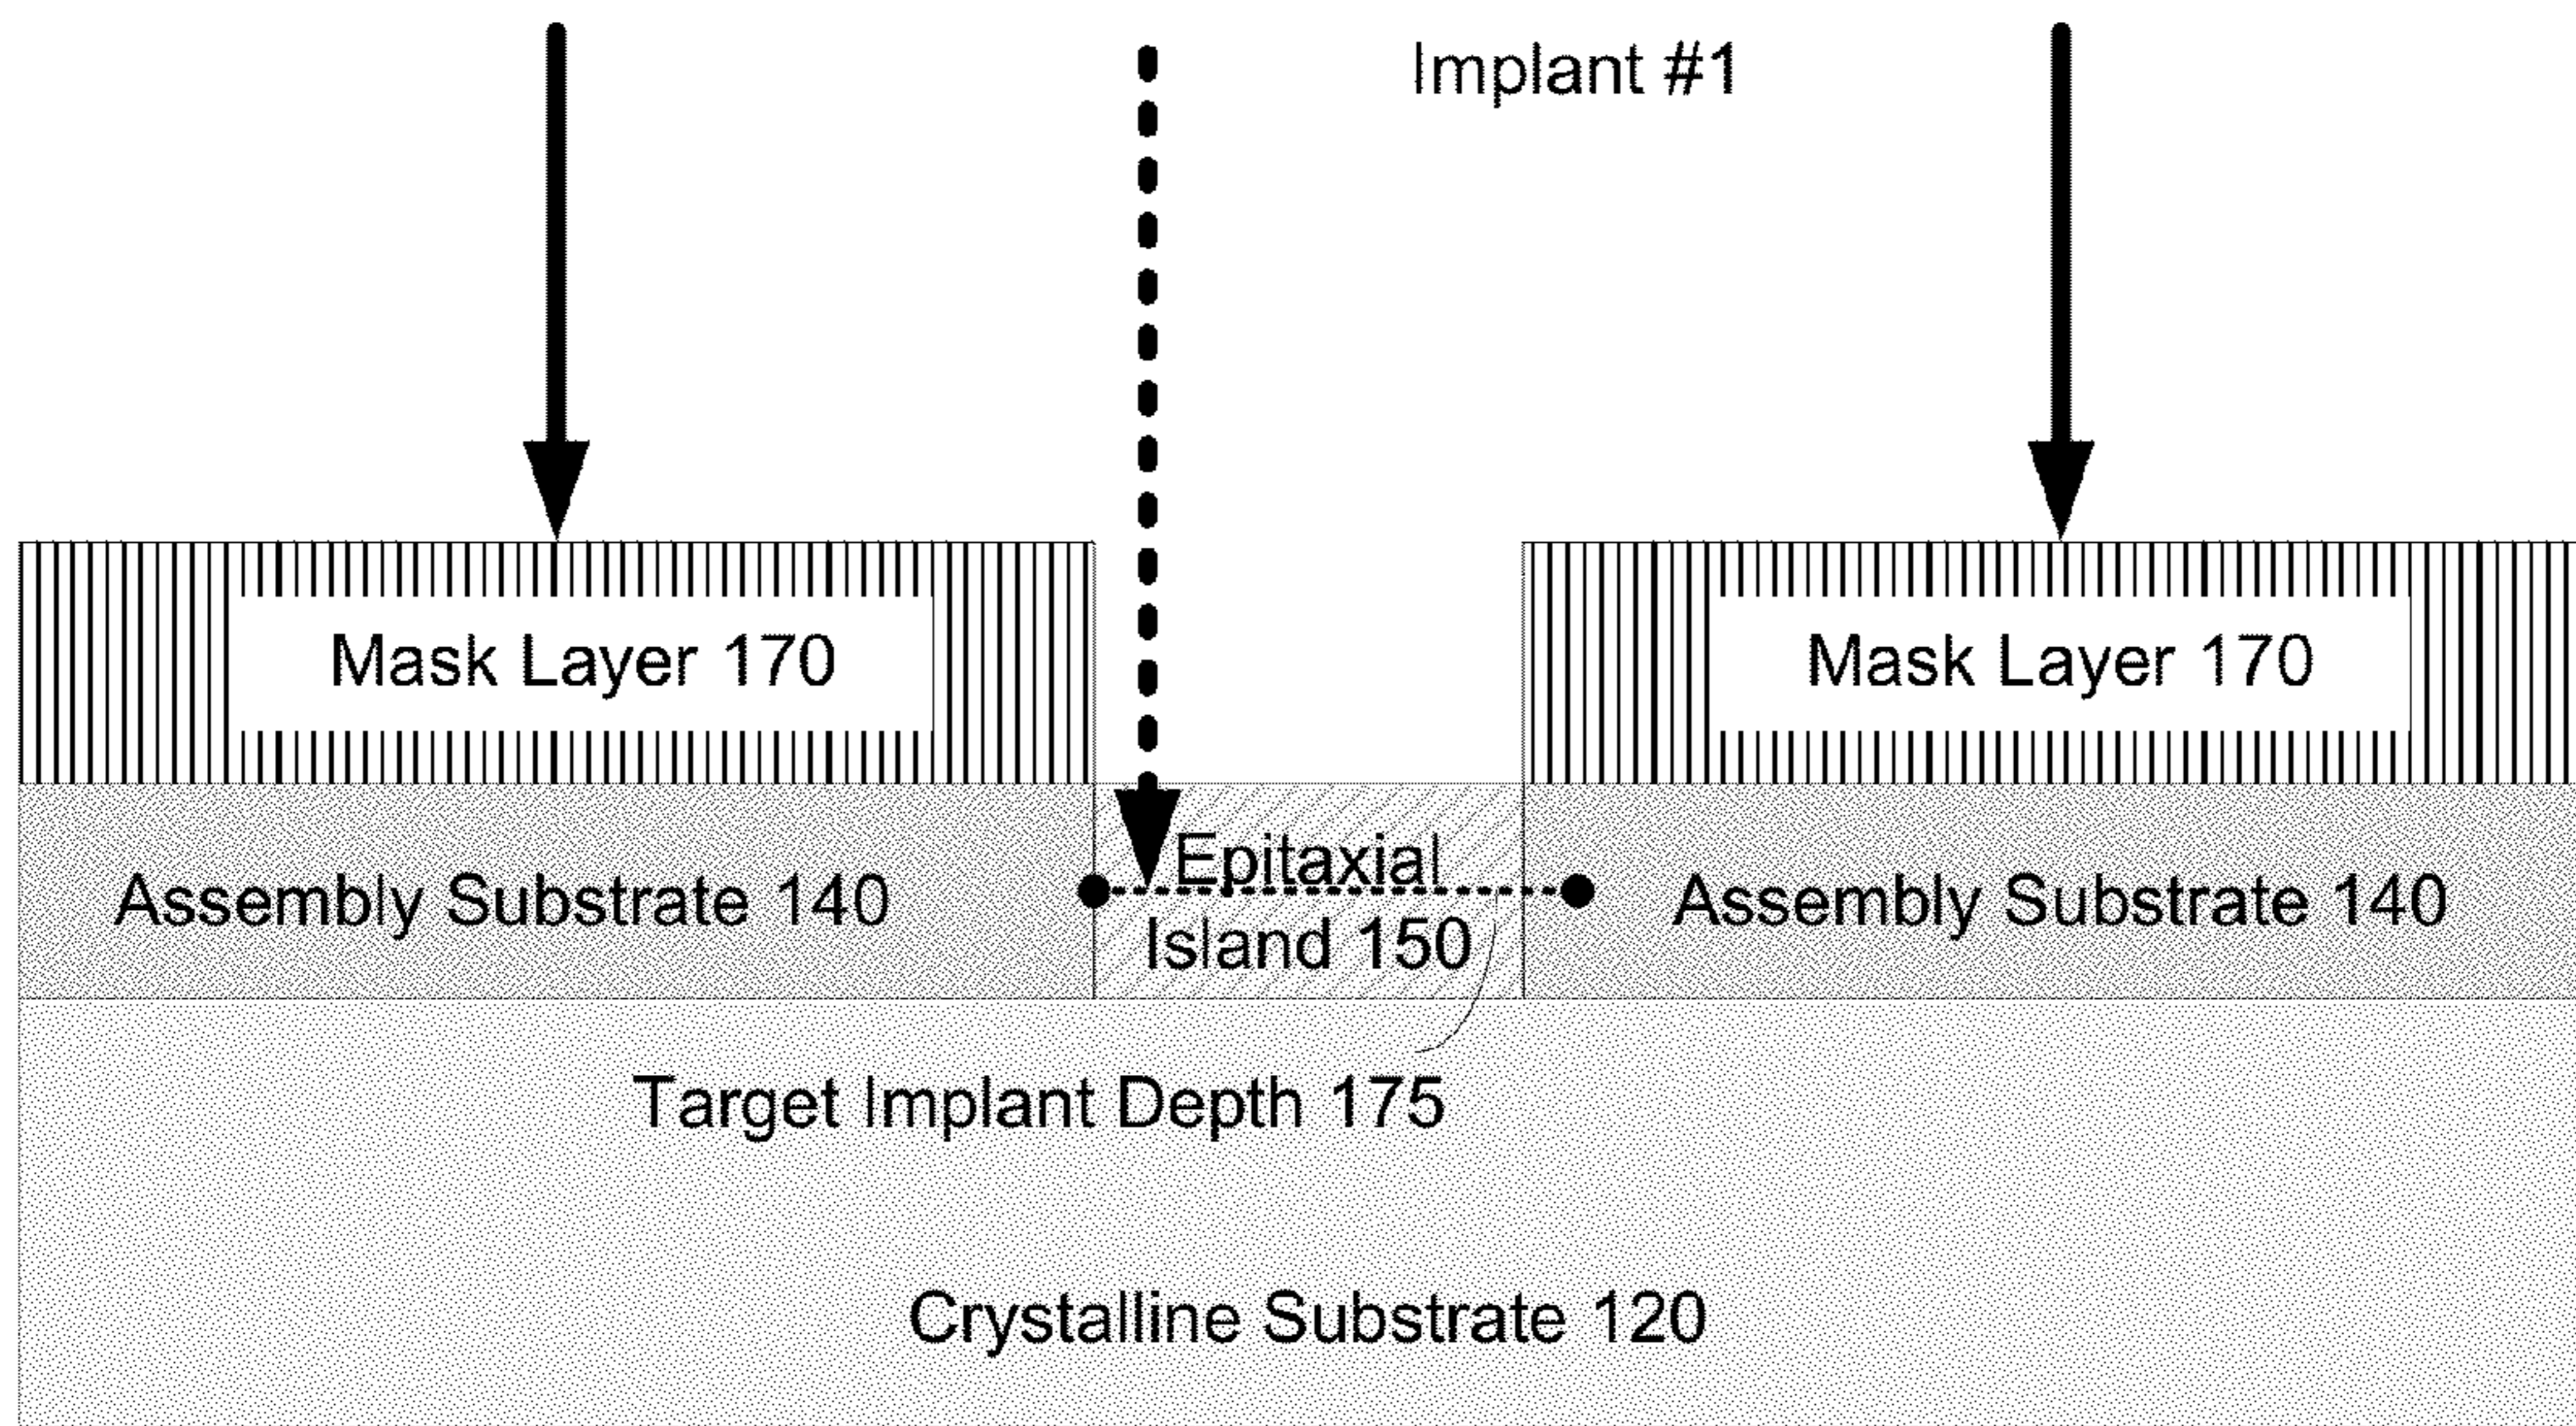 Implant #1
Mask Layer 170
Mask Layer 170
Assembly Substrate 140
Epitaxial
Island 150
Assembly Substrate 140
Target Implant Depth 175
Crystalline Substrate 120